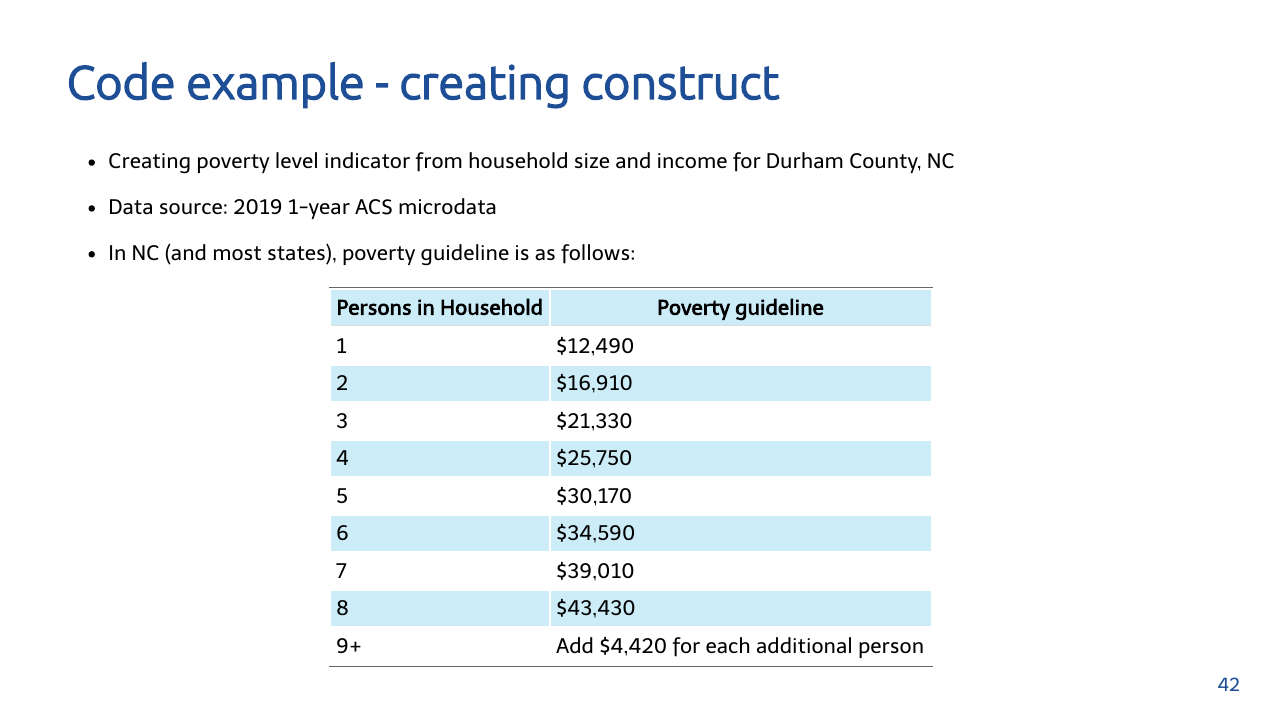 Code example - creating construct
• Creating poverty level indicator from household size and income for Durham County, NC
• Data source: 2019 1-year ACS microdata
• In NC (and most states), poverty guideline is as follows:
Persons in Household Poverty guideline
1 $12,490
2 $16,910
3 $21,330
4 $25,750
5 $30,170
6 $34,590
7 $39,010
8 $43,430
9+ Add $4,420 for each additional person
42